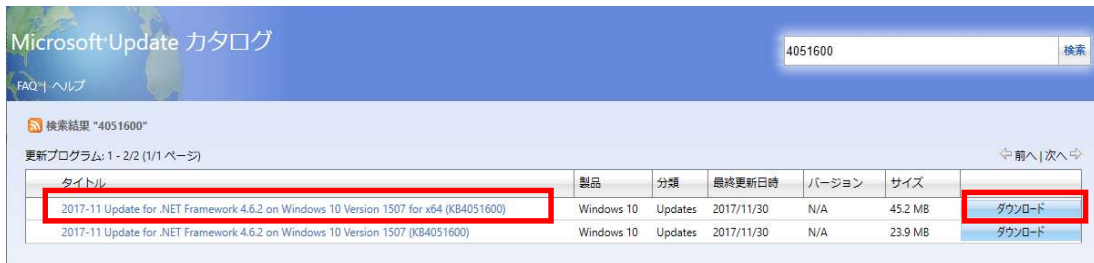 Microsoft Update カタログ
4051600 検索
FAQ | ヘルプ
検索結果 "4051600"
更新プログラム: 1 - 2/2 (1/1 ページ) 前へ | 次へ
タイトル 製品 分類 最終更新日時 バージョン サイズ
2017-11 Update for .NET Framework 4.6.2 on Windows 10 Version 1507 for x64 (KB4051600) Windows 10 Updates 2017/11/30 N/A 45.2 MB ダウンロード
2017-11 Update for .NET Framework 4.6.2 on Windows 10 Version 1507 (KB4051600) Windows 10 Updates 2017/11/30 N/A 23.9 MB ダウンロード